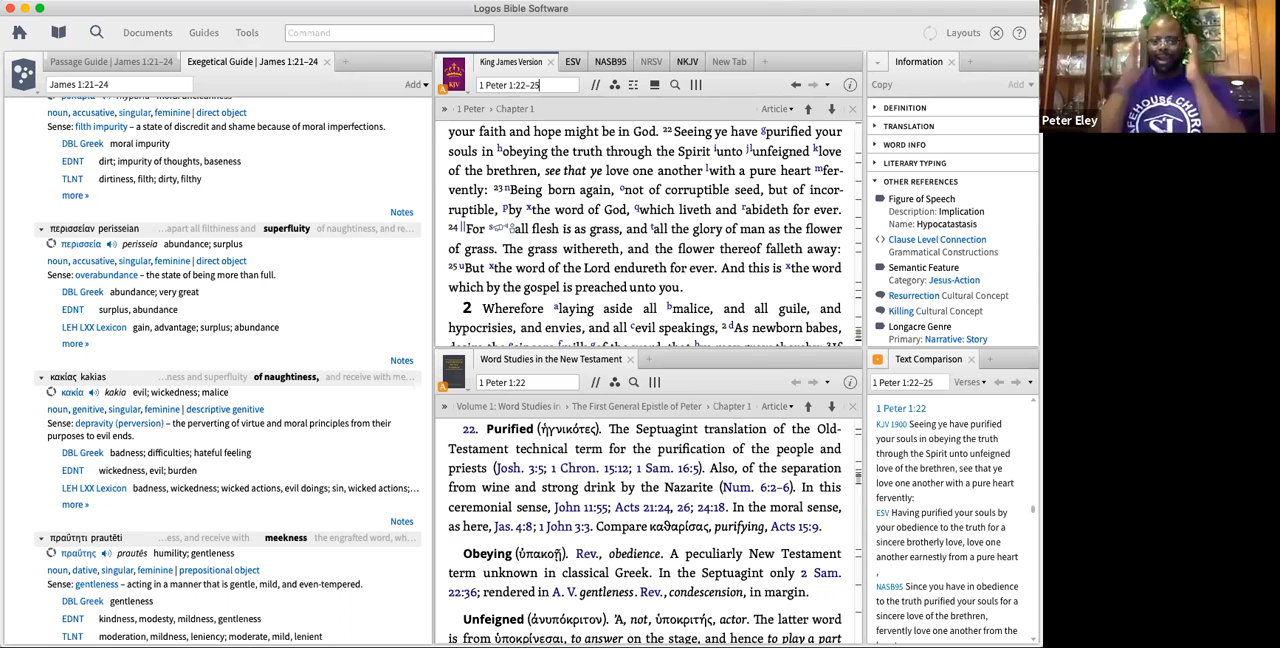 Logos Bible Software
Documents Guides Tools
Command
Layouts
Passage Guide | James 1:21–24
Exegetical Guide | James 1:21–24
James 1:21–24
Add
noun, accusative, singular, feminine | direct object
Sense: filth impurity – a state of discredit and shame because of moral imperfections.
DBL Greek moral impurity
EDNT dirt; impurity of thoughts, baseness
TLNT dirtiness, filth; dirty, filthy
more »
Notes
περισσείαν perisseian ...apart all filthiness and superfluity of naughtiness, and re...
περισσεία perisseia abundance; surplus
noun, accusative, singular, feminine | direct object
Sense: overabundance – the state of being more than full.
DBL Greek abundance; very great
EDNT surplus, abundance
LEH LXX Lexicon gain, advantage; surplus; abundance
more »
Notes
κακίας kakias ...ness and superfluity of naughtiness, and receive with me...
κακία kakia evil; wickedness; malice
noun, genitive, singular, feminine | descriptive genitive
Sense: depravity (perversion) – the perverting of virtue and moral principles from their
purposes to evil ends.
DBL Greek badness; difficulties; hateful feeling
EDNT wickedness, evil; burden
LEH LXX Lexicon badness, wickedness; wicked actions, evil doings; sin, wicked actions;...
more »
Notes
πραΰτητι prautēti ...ess, and receive with meekness the engrafted word, wh...
πραΰτης prautēs humility; gentleness
noun, dative, singular, feminine | prepositional object
Sense: gentleness – acting in a manner that is gentle, mild, and even-tempered.
DBL Greek gentleness
EDNT kindness, modesty, mildness, gentleness
TLNT moderation, mildness, leniency; moderate, mild, lenient
King James Version ESV NASB95 NRSV NKJV New Tab
1 Peter 1:22–25
» 1 Peter › Chapter 1 Article
your faith and hope might be in God. 22 Seeing ye have g purified your
souls in h obeying the truth through the Spirit i unto j unfeigned k love
of the brethren, see that ye love one another l with a pure heart m fer-
vently: 23 n Being born again, o not of corruptible seed, but of incor-
ruptible, p by x the word of God, q which liveth and r abideth for ever.
24 || For s all flesh is as grass, and t all the glory of man as the flower
of grass. The grass withereth, and the flower thereof falleth away:
25 u But x the word of the Lord endureth for ever. And this is x the word
which by the gospel is preached unto you.
2 Wherefore a laying aside all b malice, and all guile, and
hypocrisies, and envies, and all c evil speakings, 2 d As newborn babes,
Word Studies in the New Testament
1 Peter 1:22
» Volume 1: Word Studies in › The First General Epistle of Peter › Chapter 1 Article
22. Purified (ἡγνικότες). The Septuagint translation of the Old-
Testament technical term for the purification of the people and
priests (Josh. 3:5; 1 Chron. 15:12; 1 Sam. 16:5). Also, of the separation
from wine and strong drink by the Nazarite (Num. 6:2–6). In this
ceremonial sense, John 11:55; Acts 21:24, 26; 24:18. In the moral sense,
as here, Jas. 4:8; 1 John 3:3. Compare καθαρίσας, purifying, Acts 15:9.
Obeying (ὑπακοῇ). Rev., obedience. A peculiarly New Testament
term unknown in classical Greek. In the Septuagint only 2 Sam.
22:36; rendered in A. V. gentleness. Rev., condescension, in margin.
Unfeigned (ἀνυπόκριτον). Ἀ, not, ὑποκριτής, actor. The latter word
is from ὑποκρίνεσαι, to answer on the stage, and hence to play a part
Information
Copy Add
DEFINITION
TRANSLATION
WORD INFO
LITERARY TYPING
OTHER REFERENCES
Figure of Speech
Description: Implication
Name: Hypocatastasis
Clause Level Connection
Grammatical Constructions
Semantic Feature
Category: Jesus-Action
Resurrection Cultural Concept
Killing Cultural Concept
Longacre Genre
Primary: Narrative: Story
Text Comparison
1 Peter 1:22–25 Verses
1 Peter 1:22
KJV 1900 Seeing ye have purified
your souls in obeying the truth
through the Spirit unto unfeigned
love of the brethren, see that ye
love one another with a pure heart
fervently:
ESV Having purified your souls by
your obedience to the truth for a
sincere brotherly love, love one
another earnestly from a pure heart
,
NASB95 Since you have in obedience
to the truth purified your souls for a
sincere love of the brethren,
fervently love one another from the
Peter Eley
CHURCH